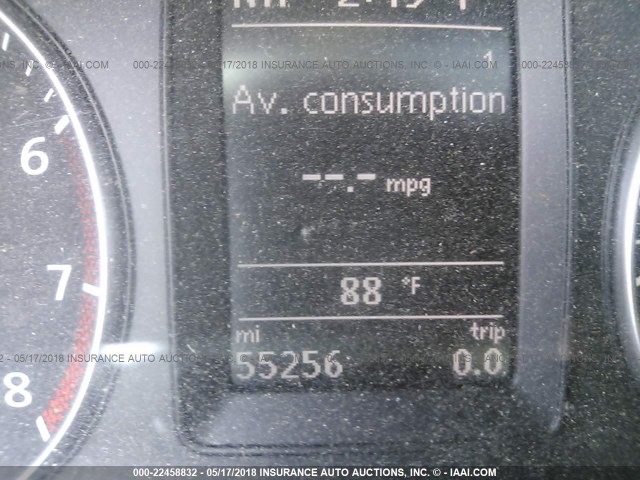 1
Av. consumption
--.- mpg
6
88 °F
7
mi trip
55256 0.0
8
000-22458832 - 05/17/2018 INSURANCE AUTO AUCTIONS, INC. - © - IAAI.COM